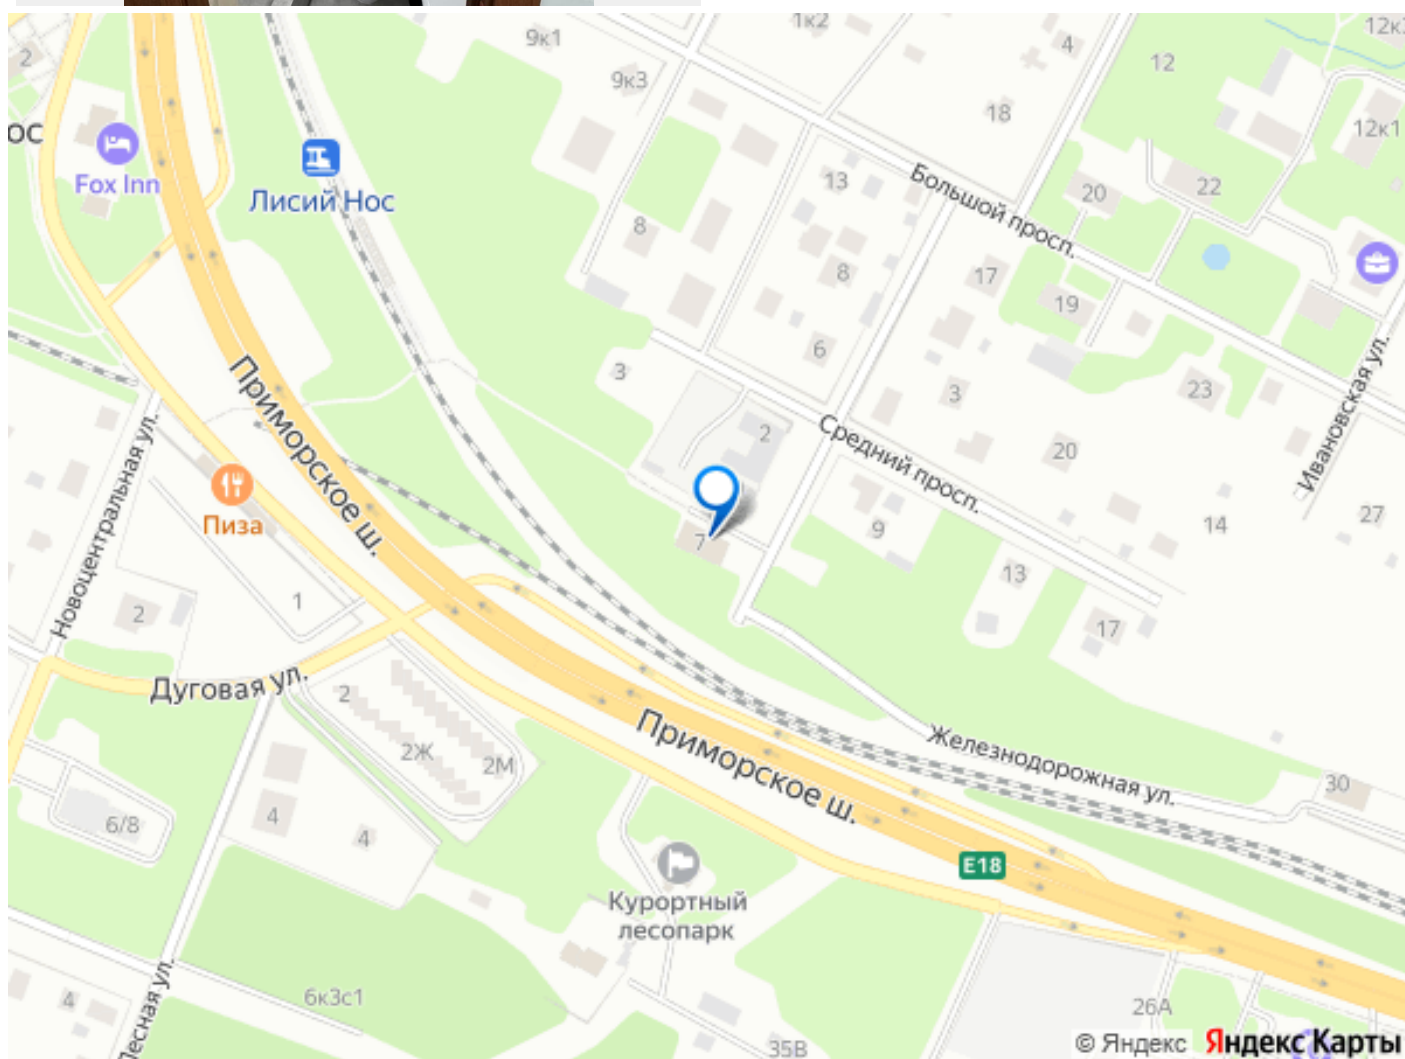 9к1
1к2
12к
2
4
12
9к3
18
12к1
ос
Fox Inn
Лисий Нос
13
20
22
Большой просп.
8
8
17
19
6
3
3
23
Ивановская ул.
Приморское ш.
Новоцентральная ул.
2
Средний просп.
20
Пиза
7
9
14
27
13
1
2
17
Дуговая ул.
2
2Ж
2М
Приморское ш.
Железнодорожная ул.
30
4
6/8
4
E18
Курортный
лесопарк
Лесная ул.
4
6к3с1
26А
35В
© Яндекс Яндекс Карты